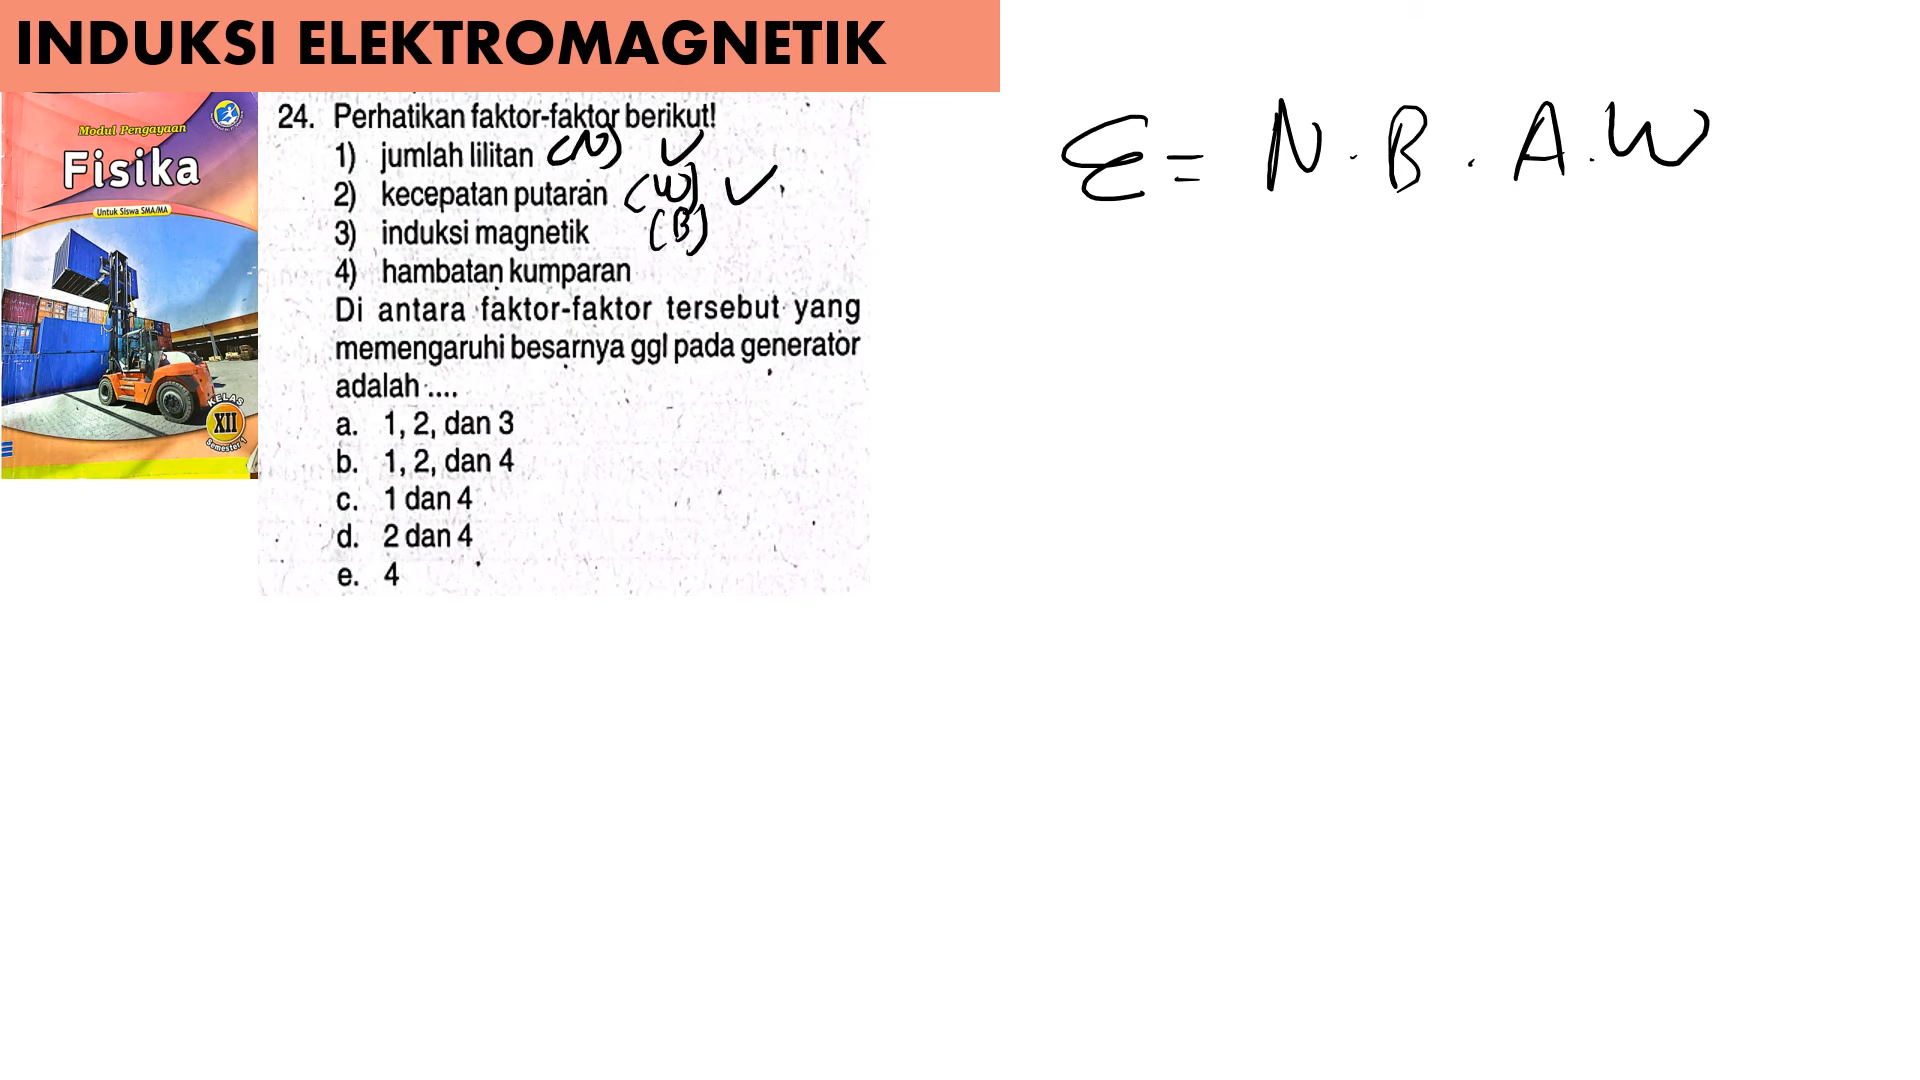 INDUKSI ELEKTROMAGNETIK
Modul Pengayaan
Fisika
Untuk Siswa SMA/MA
KELAS
XII
Semester 1
24. Perhatikan faktor-faktor berikut!
1) jumlah lilitan (N) ✓
2) kecepatan putaran (ω) ✓
3) induksi magnetik (B)
4) hambatan kumparan
Di antara faktor-faktor tersebut yang
memengaruhi besarnya ggl pada generator
adalah ....
a. 1, 2, dan 3
b. 1, 2, dan 4
c. 1 dan 4
d. 2 dan 4
e. 4
ε = N · B · A · ω